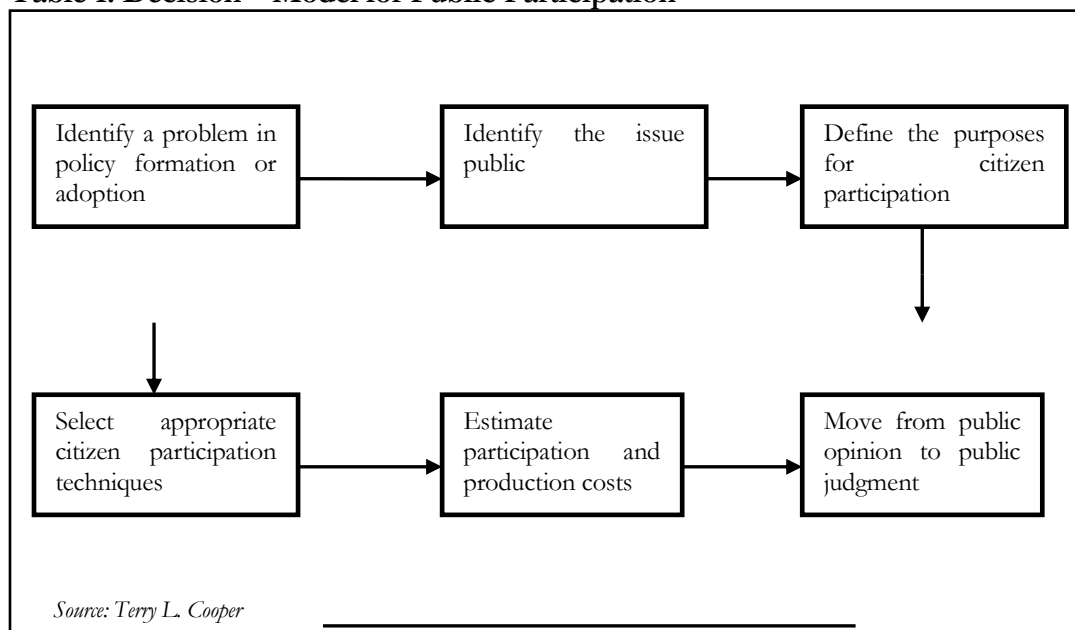 Table 1. Decision – Model for Public Participation
Identify a problem in
policy formation or
adoption
Identify the issue
public
Define the purposes
for citizen
participation
Select appropriate
citizen participation
techniques
Estimate
participation and
production costs
Move from public
opinion to public
judgment
Source: Terry L. Cooper